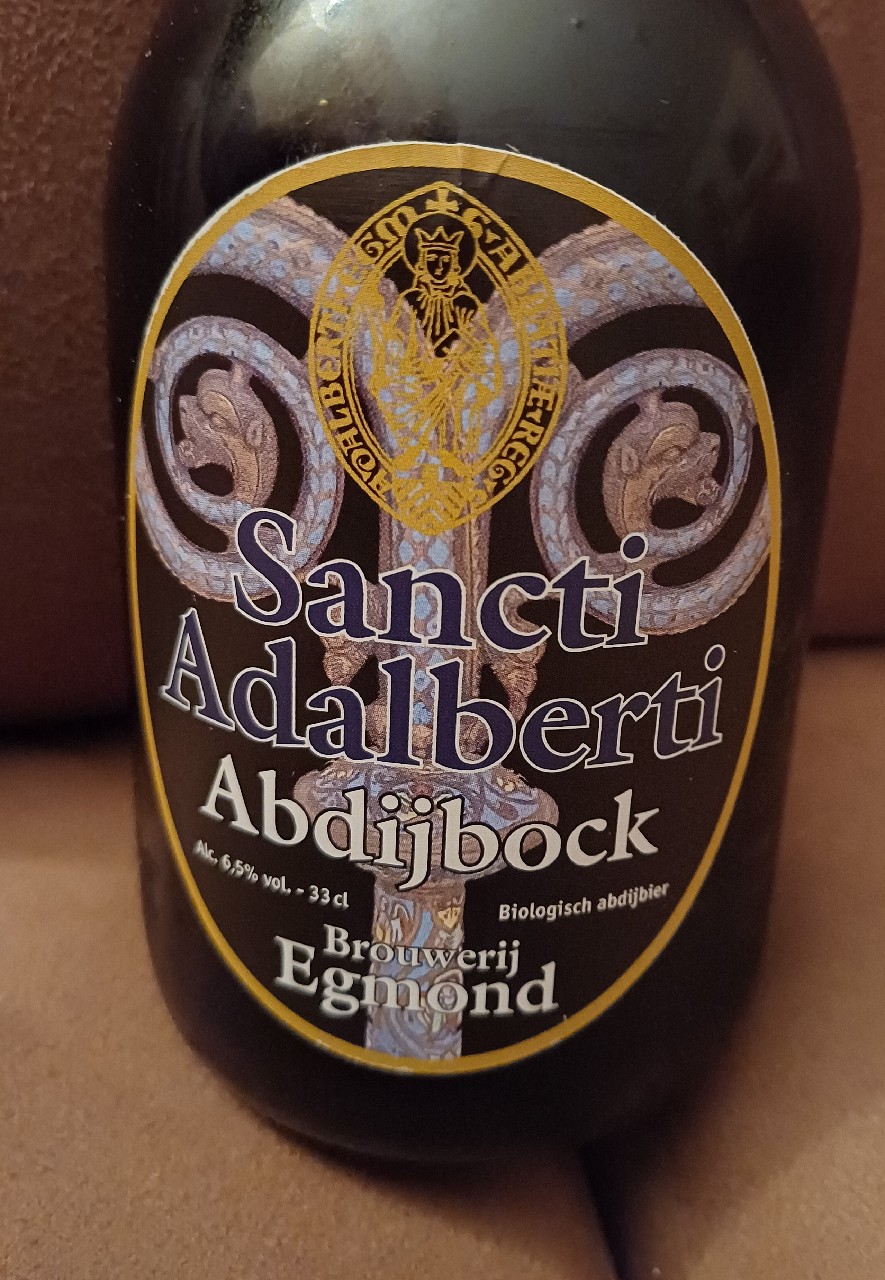 Sancti
Adalberti
Abdijbock
Alc. 6,5% vol. - 33 cl
Biologisch abdijbier
Brouwerij
Egmond